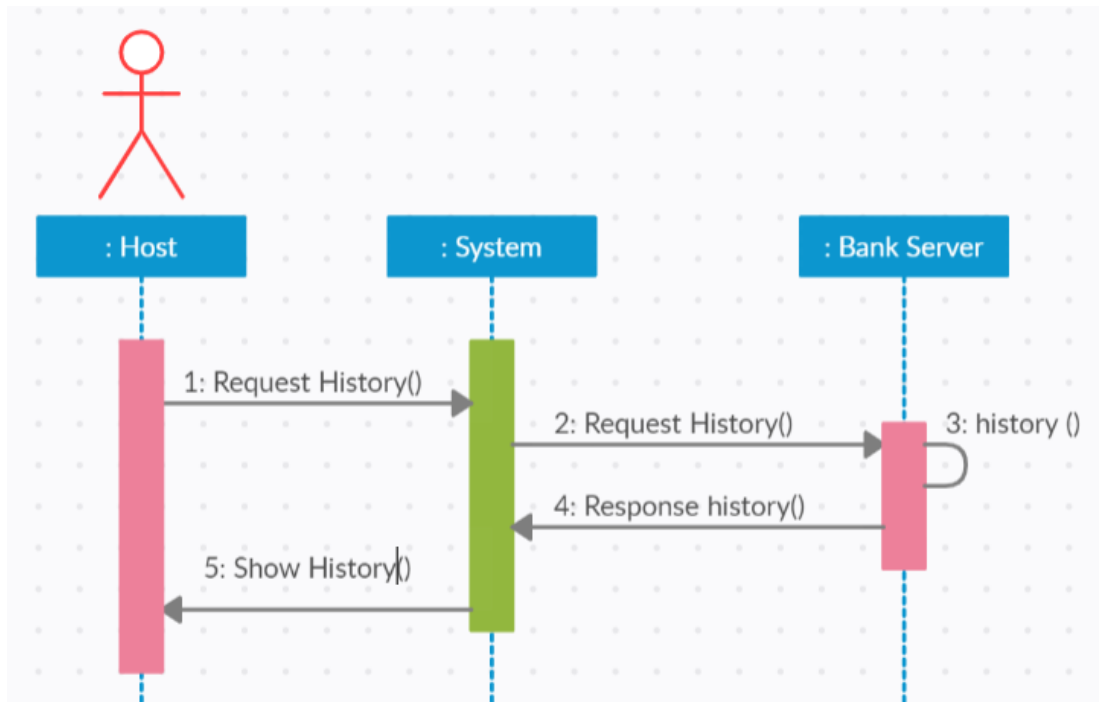 : Host
: System
: Bank Server
1: Request History()
2: Request History()
3: history ()
4: Response history()
5: Show History()